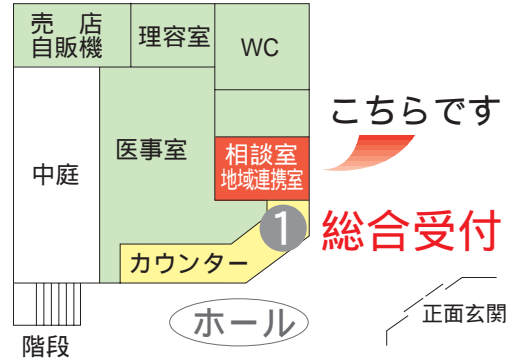 売店
自販機
理容室
WC
こちらです
医事室
相談室
地域連携室
中庭
1 総合受付
カウンター
ホール
正面玄関
階段